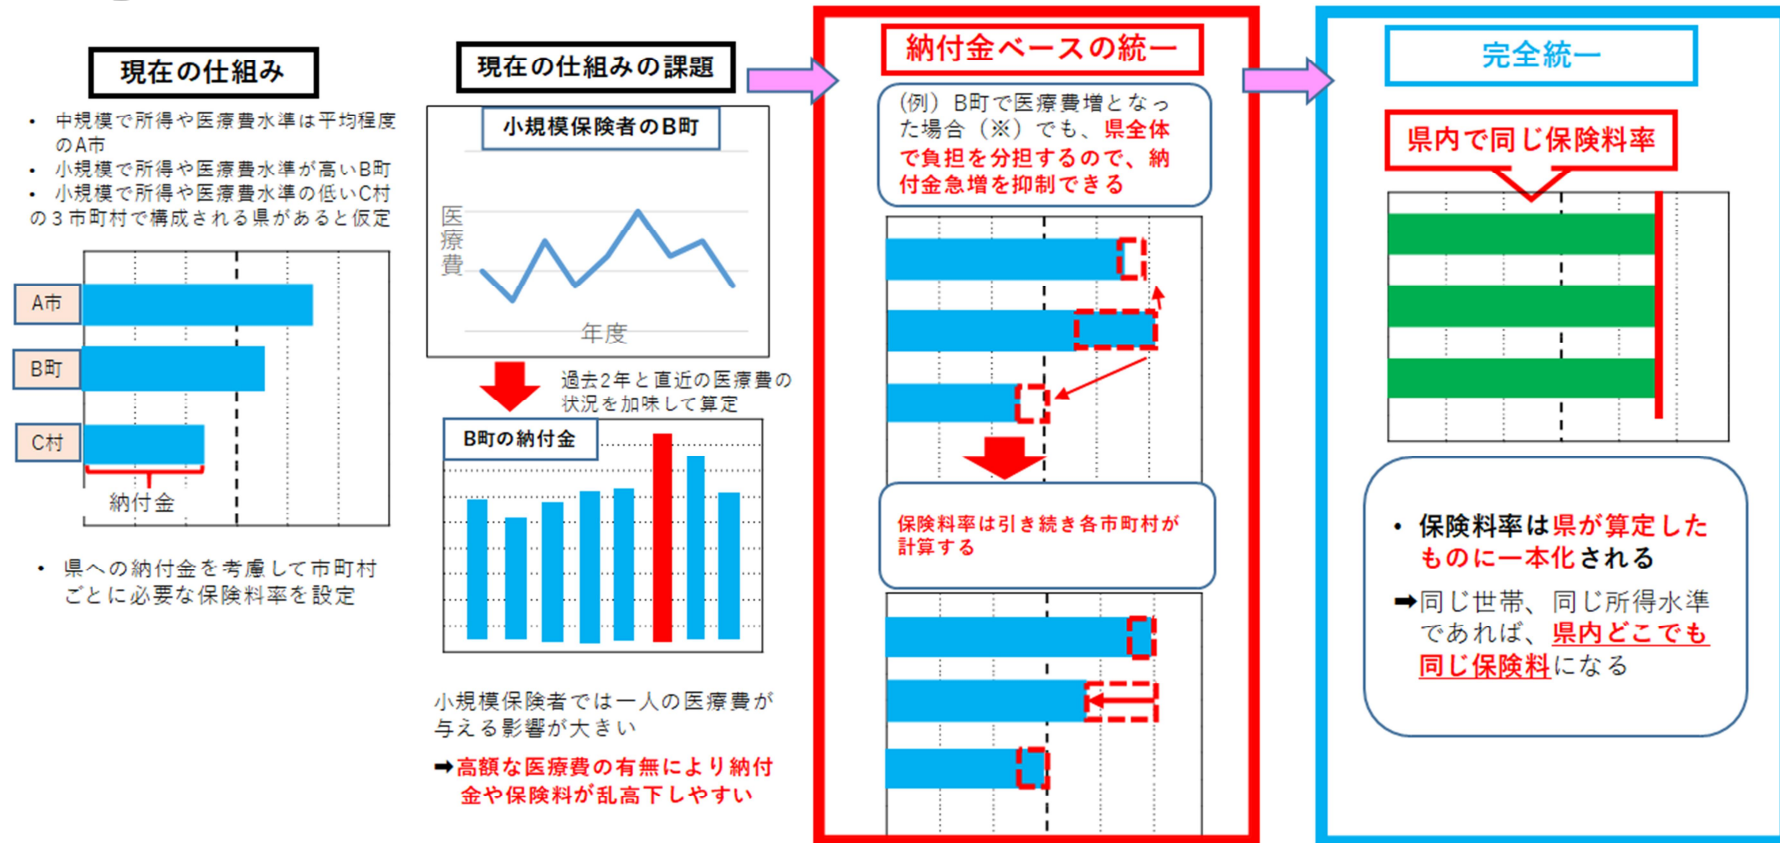 現在の仕組み
・ 中規模で所得や医療費水準は平均程度
のA市
・ 小規模で所得や医療費水準が高いB町
・ 小規模で所得や医療費水準の低いC村
の３市町村で構成される県があると仮定
A市
B町
C村
納付金
・ 県への納付金を考慮して市町村
ごとに必要な保険料率を設定
現在の仕組みの課題
小規模保険者のB町
医療費
年度
過去2年と直近の医療費の
状況を加味して算定
B町の納付金
小規模保険者では一人の医療費が
与える影響が大きい
➡高額な医療費の有無により納付
金や保険料が乱高下しやすい
納付金ベースの統一
(例）B町で医療費増となっ
た場合（※）でも、県全体
で負担を分担するので、納
付金急増を抑制できる
保険料率は引き続き各市町村が
計算する
完全統一
県内で同じ保険料率
・ 保険料率は県が算定した
ものに一本化される
➡同じ世帯、同じ所得水準
であれば、県内どこでも
同じ保険料になる